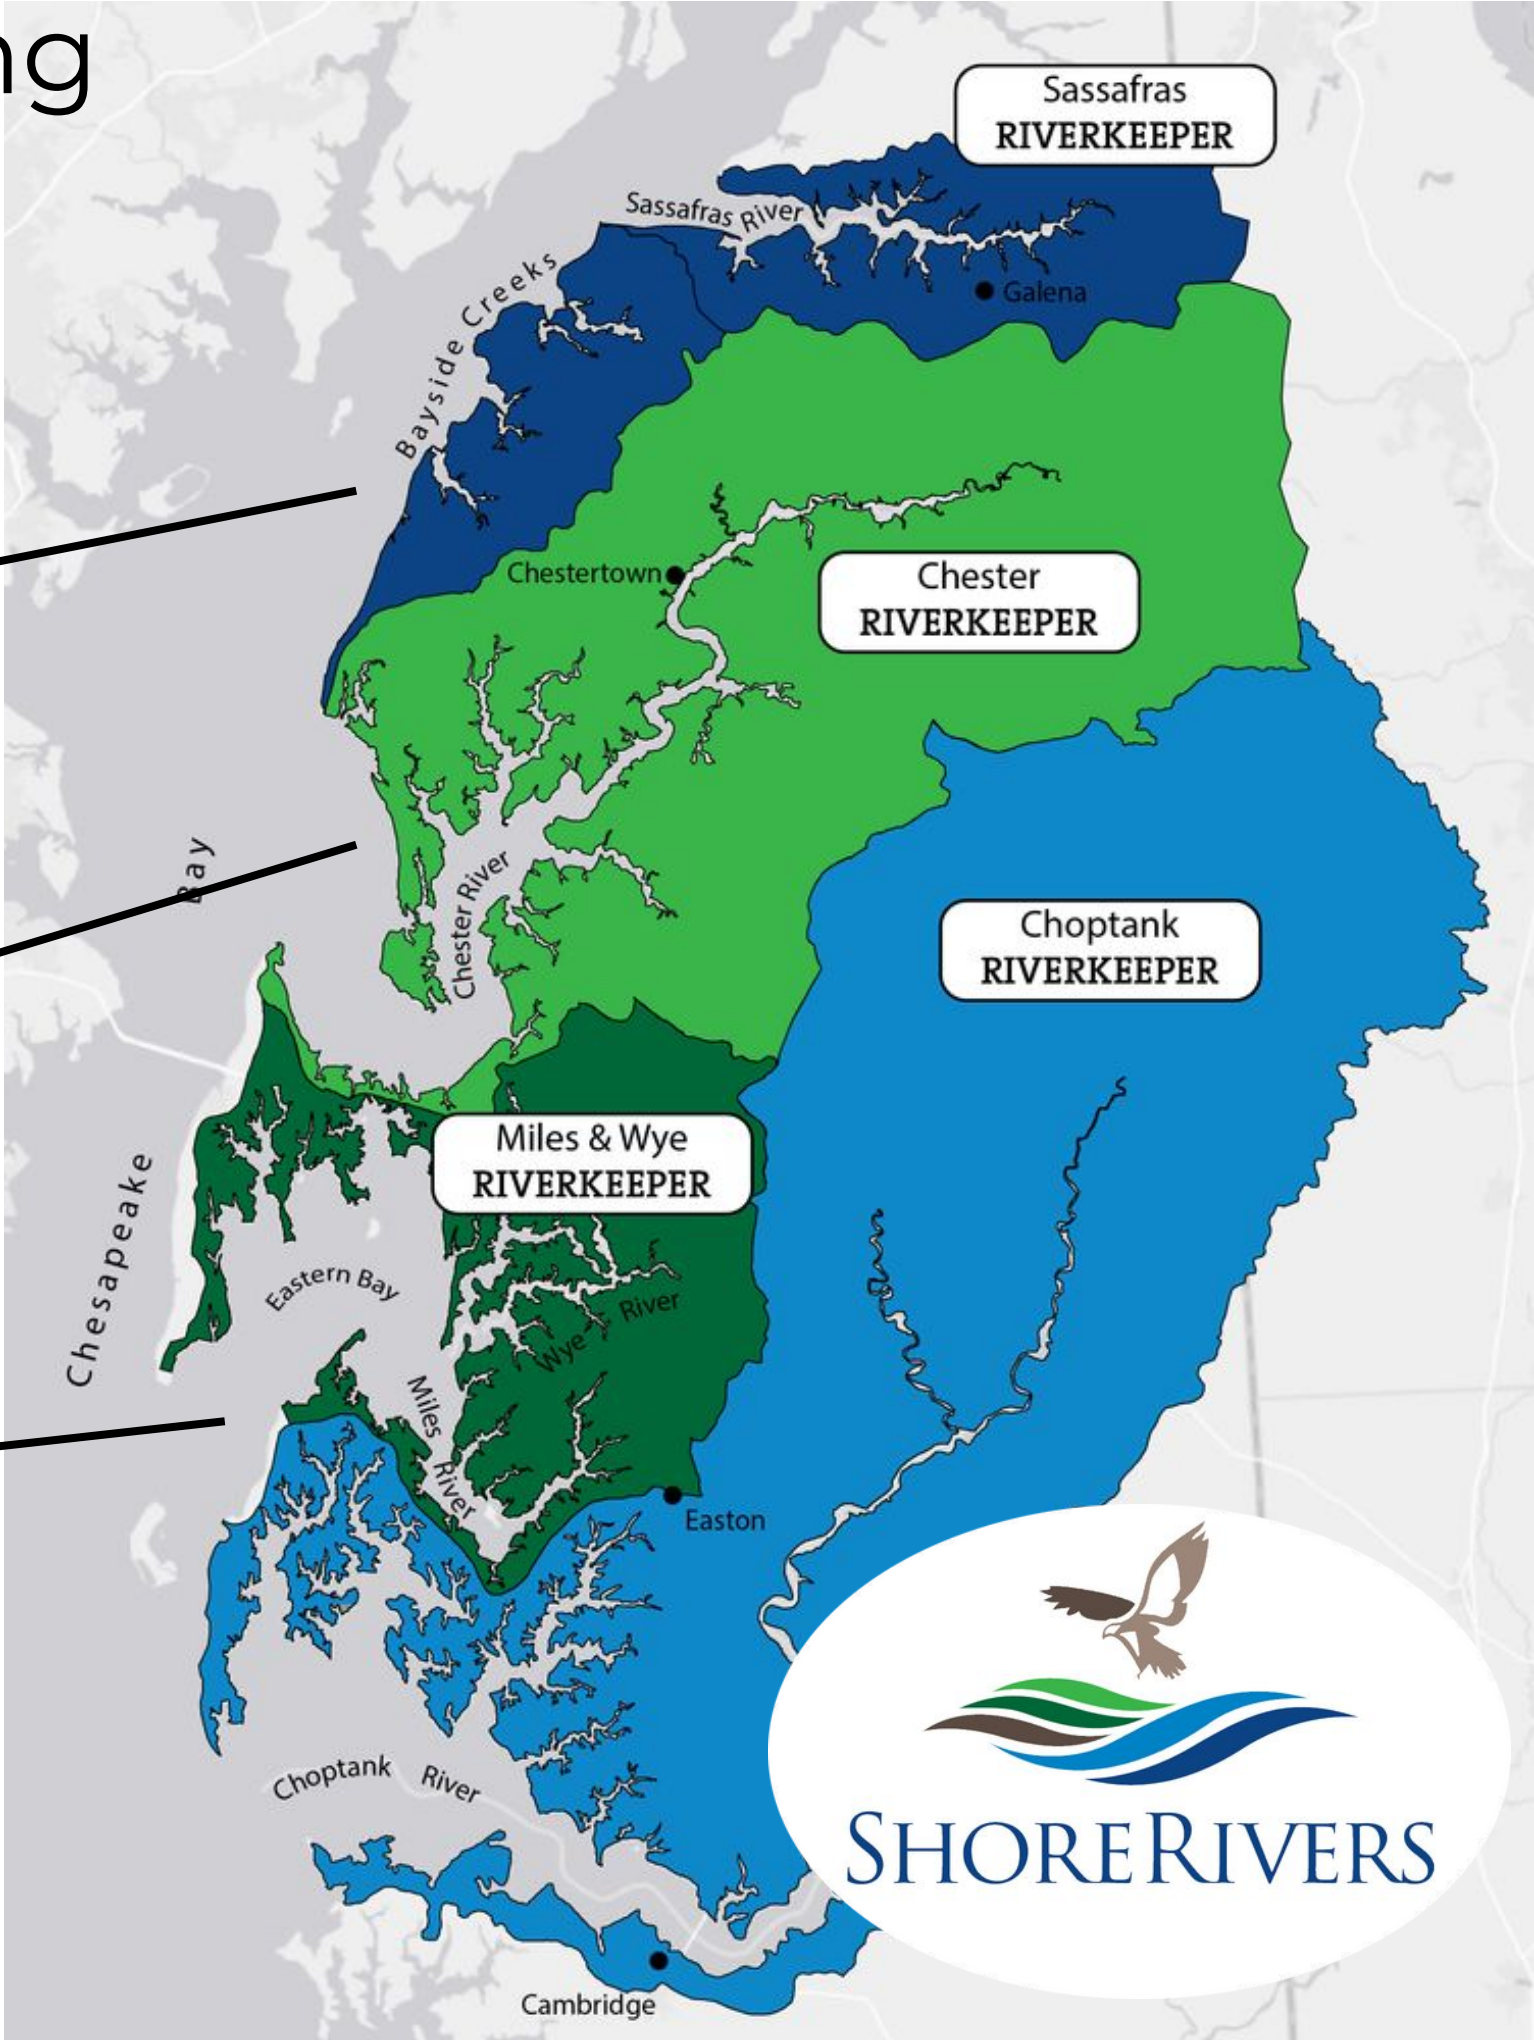 ng
Sassafras
RIVERKEEPER
Sassafras River
Bayside Creeks
Galena
Chestertown
Chester
RIVERKEEPER
Bay
Chester River
Choptank
RIVERKEEPER
Miles & Wye
RIVERKEEPER
Chesapeake
Eastern Bay
Wye River
Miles River
Easton
Choptank River
SHORERIVERS
Cambridge